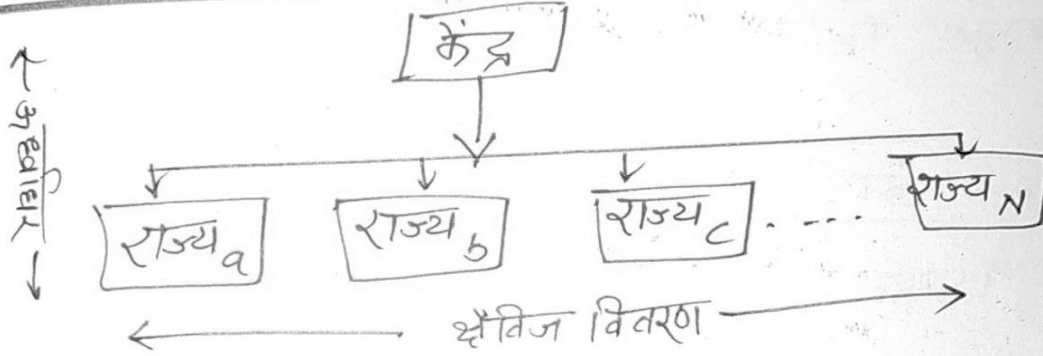 केंद्र
ऊर्ध्वाधर
राज्य a राज्य b राज्य c . . . . राज्य N
क्षैतिज वितरण